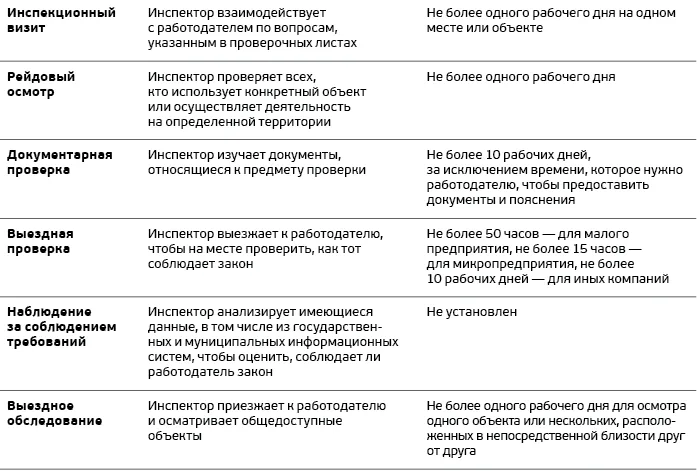 Инспекционный
визит
Инспектор взаимодействует
с работодателем по вопросам,
указанным в проверочных листах
Не более одного рабочего дня на одном
месте или объекте
Рейдовый
осмотр
Инспектор проверяет всех,
кто использует конкретный объект
или осуществляет деятельность
на определенной территории
Не более одного рабочего дня
Документарная
проверка
Инспектор изучает документы,
относящиеся к предмету проверки
Не более 10 рабочих дней,
за исключением времени, которое нужно
работодателю, чтобы предоставить
документы и пояснения
Выездная
проверка
Инспектор выезжает к работодателю,
чтобы на месте проверить, как тот
соблюдает закон
Не более 50 часов — для малого
предприятия, не более 15 часов —
для микропредприятия, не более
10 рабочих дней — для иных компаний
Наблюдение
за соблюдением
требований
Инспектор анализирует имеющиеся
данные, в том числе из государствен-
ных и муниципальных информационных
систем, чтобы оценить, соблюдает ли
работодатель закон
Не установлен
Выездное
обследование
Инспектор приезжает к работодателю
и осматривает общедоступные
объекты
Не более одного рабочего дня для осмотра
одного объекта или нескольких, располо-
женных в непосредственной близости друг
от друга